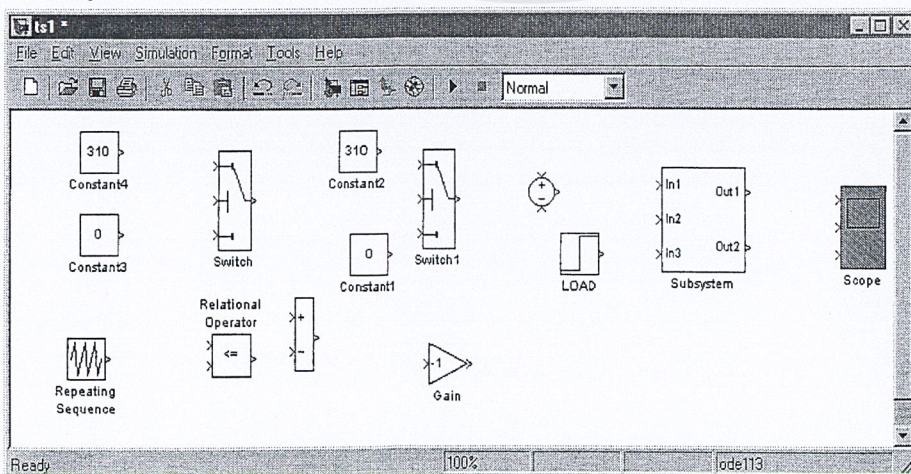 ts1 *
File Edit View Simulation Format Tools Help
Normal
310
Constant4
310
Constant2
Switch
Switch1
0
Constant3
0
Constant1
+
−
LOAD
In1
In2
In3
Out1
Out2
Subsystem
Scope
Relational
Operator
<=
+
−
-1
Gain
Repeating
Sequence
Ready 100% ode113